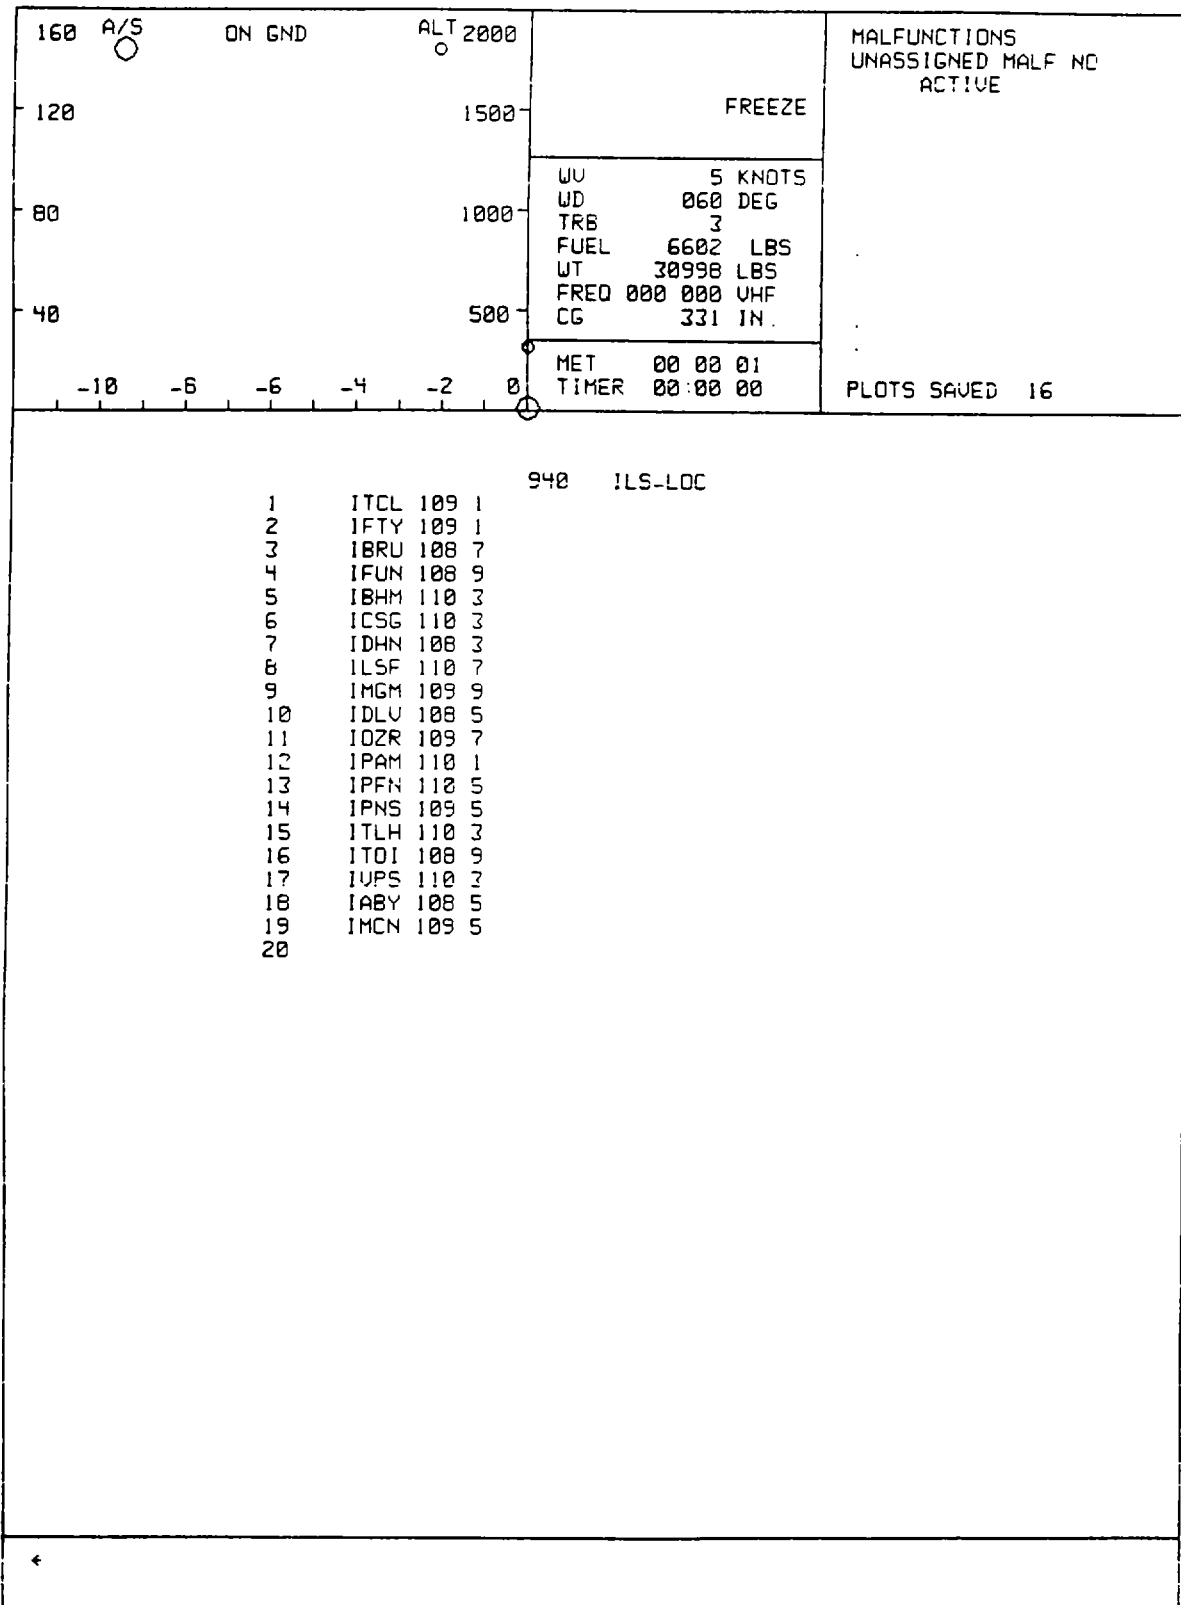 160 A/S ON GND ALT 2000
120 1500
80 1000
40 500
-10 -8 -6 -4 -2 0
FREEZE
WV 5 KNOTS
WD 060 DEG
TRB 3
FUEL 6602 LBS
WT 30998 LBS
FREQ 000 000 VHF
CG 331 IN.
MET 00 00 01
TIMER 00:00 00
MALFUNCTIONS
UNASSIGNED MALF NO
ACTIVE
PLOTS SAVED 16
940 ILS-LOC
1 ITCL 109 1
2 IFTY 109 1
3 IBRU 108 7
4 IFUN 108 9
5 IBHM 110 3
6 ICSG 110 3
7 IDHN 108 3
8 ILSF 110 7
9 IMGM 109 9
10 IDLV 108 5
11 IOZR 109 7
12 IPAM 110 1
13 IPFN 110 5
14 IPNS 109 5
15 ITLH 110 3
16 ITOI 108 9
17 IVPS 110 3
18 IABY 108 5
19 IMCN 109 5
20
←